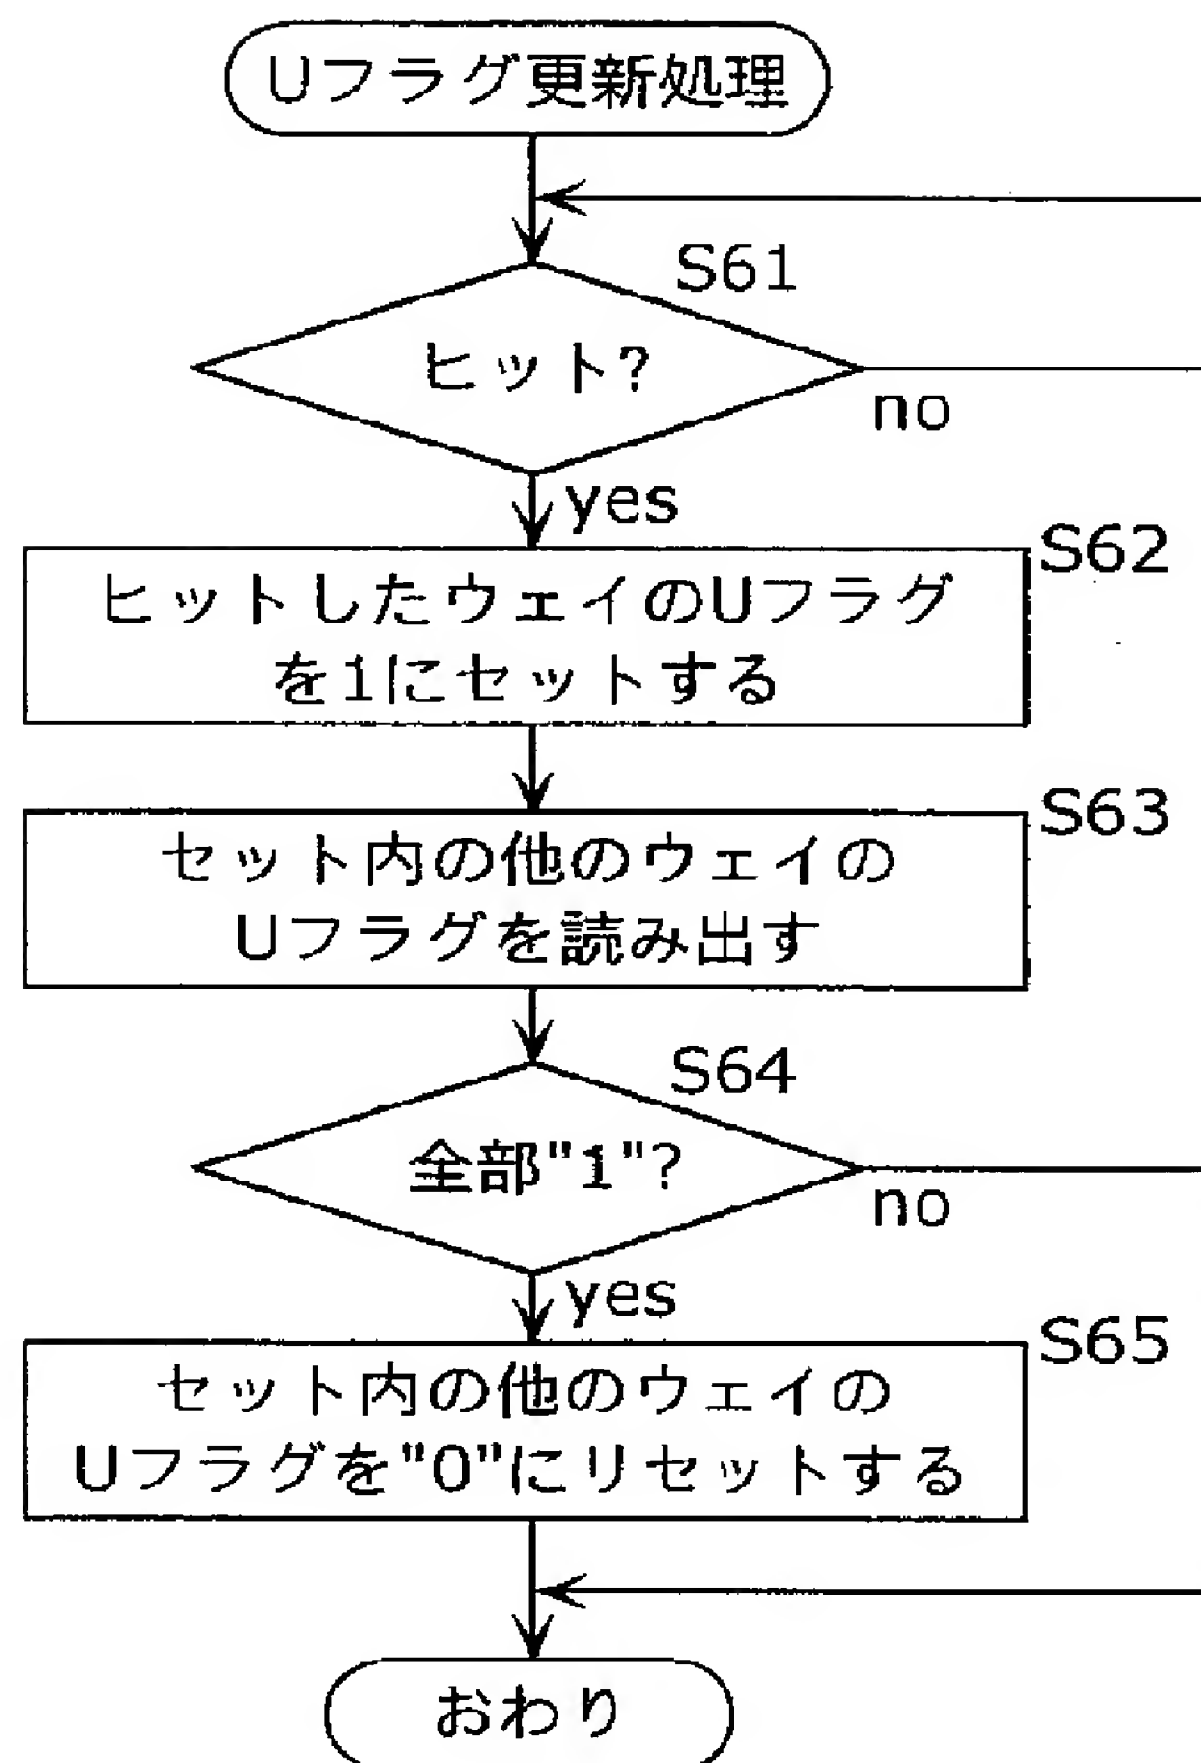 Uフラグ更新処理
S61
ヒット?
no
yes
S62
ヒットしたウェイのUフラグ
を1にセットする
S63
セット内の他のウェイの
Uフラグを読み出す
S64
全部"1"?
no
yes
S65
セット内の他のウェイの
Uフラグを"0"にリセットする
おわり